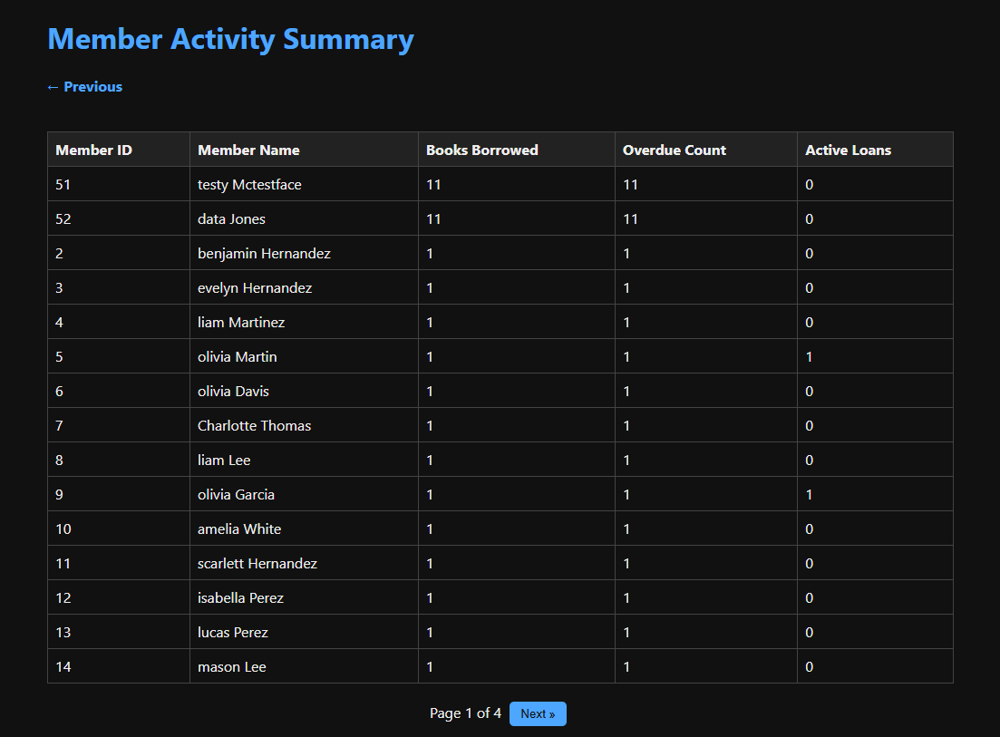 Member Activity Summary
← Previous
Member ID Member Name Books Borrowed Overdue Count Active Loans
51 testy Mctestface 11 11 0
52 data Jones 11 11 0
2 benjamin Hernandez 1 1 0
3 evelyn Hernandez 1 1 0
4 liam Martinez 1 1 0
5 olivia Martin 1 1 1
6 olivia Davis 1 1 0
7 Charlotte Thomas 1 1 0
8 liam Lee 1 1 0
9 olivia Garcia 1 1 1
10 amelia White 1 1 0
11 scarlett Hernandez 1 1 0
12 isabella Perez 1 1 0
13 lucas Perez 1 1 0
14 mason Lee 1 1 0
Page 1 of 4 Next »